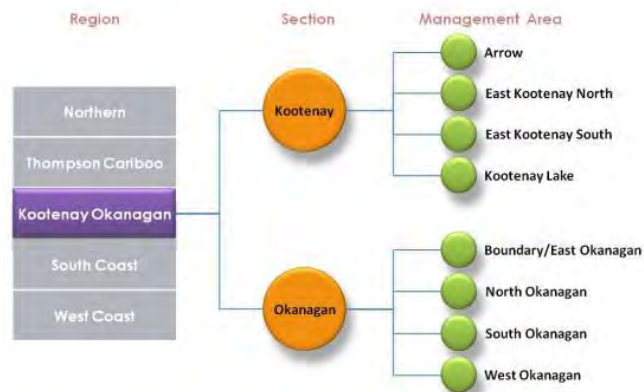 Region
Section
Management Area
Northern
Thompson Cariboo
Kootenay Okanagan
South Coast
West Coast
Kootenay
Okanagan
Arrow
East Kootenay North
East Kootenay South
Kootenay Lake
Boundary/East Okanagan
North Okanagan
South Okanagan
West Okanagan